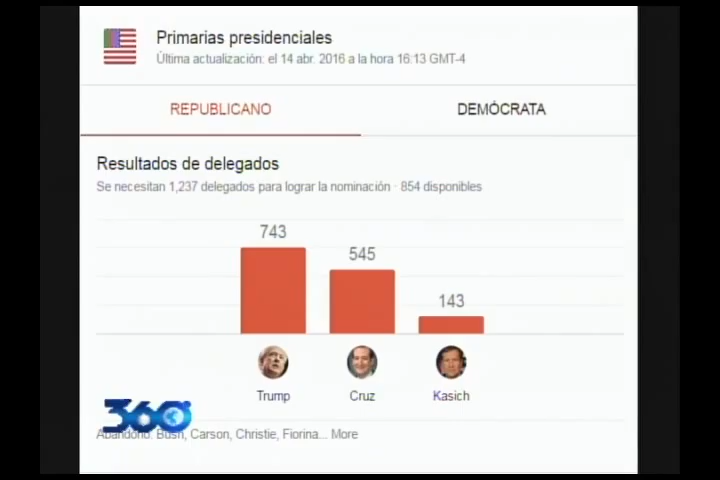 Primarias presidenciales
Última actualización: el 14 abr. 2016 a la hora 16:13 GMT-4
REPUBLICANO DEMÓCRATA
Resultados de delegados
Se necesitan 1,237 delegados para lograr la nominación · 854 disponibles
743
545
143
Trump Cruz Kasich
360
Abandonó: Bush, Carson, Christie, Fiorina... More